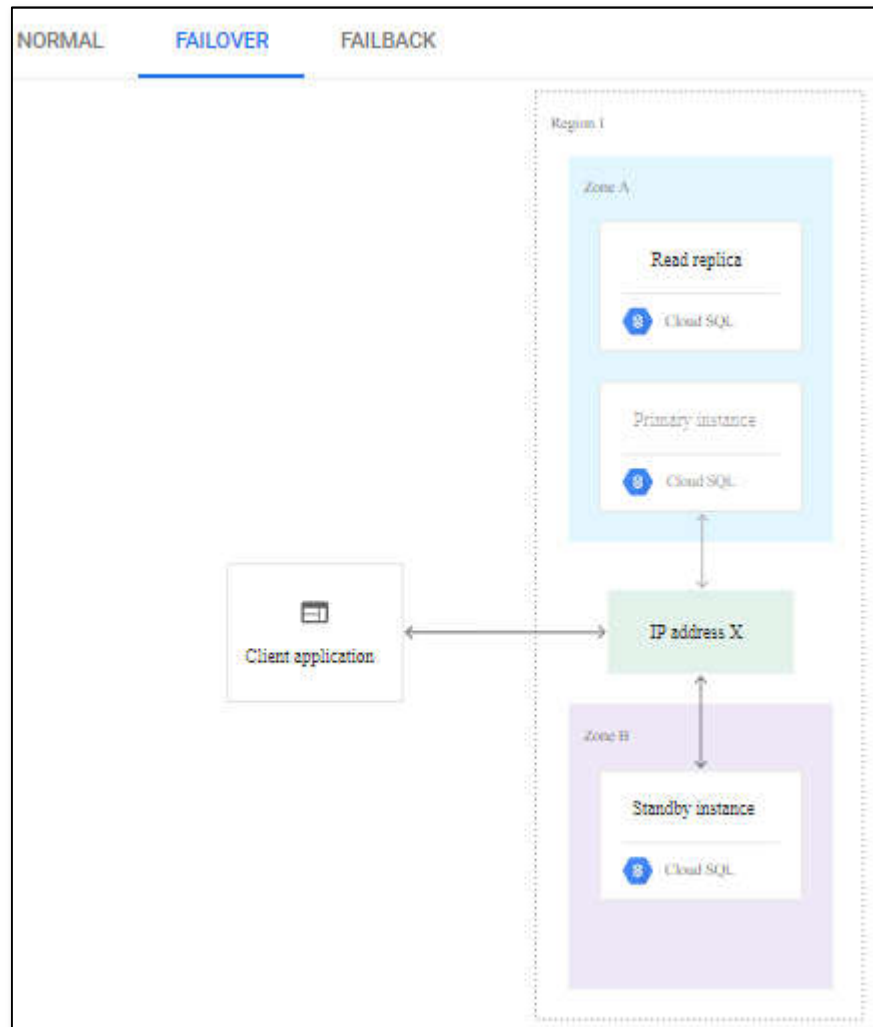 NORMAL FAILOVER FAILBACK
Region 1
Zone A
Read replica
Cloud SQL
Primary instance
Cloud SQL
Client application
IP address X
Zone B
Standby instance
Cloud SQL